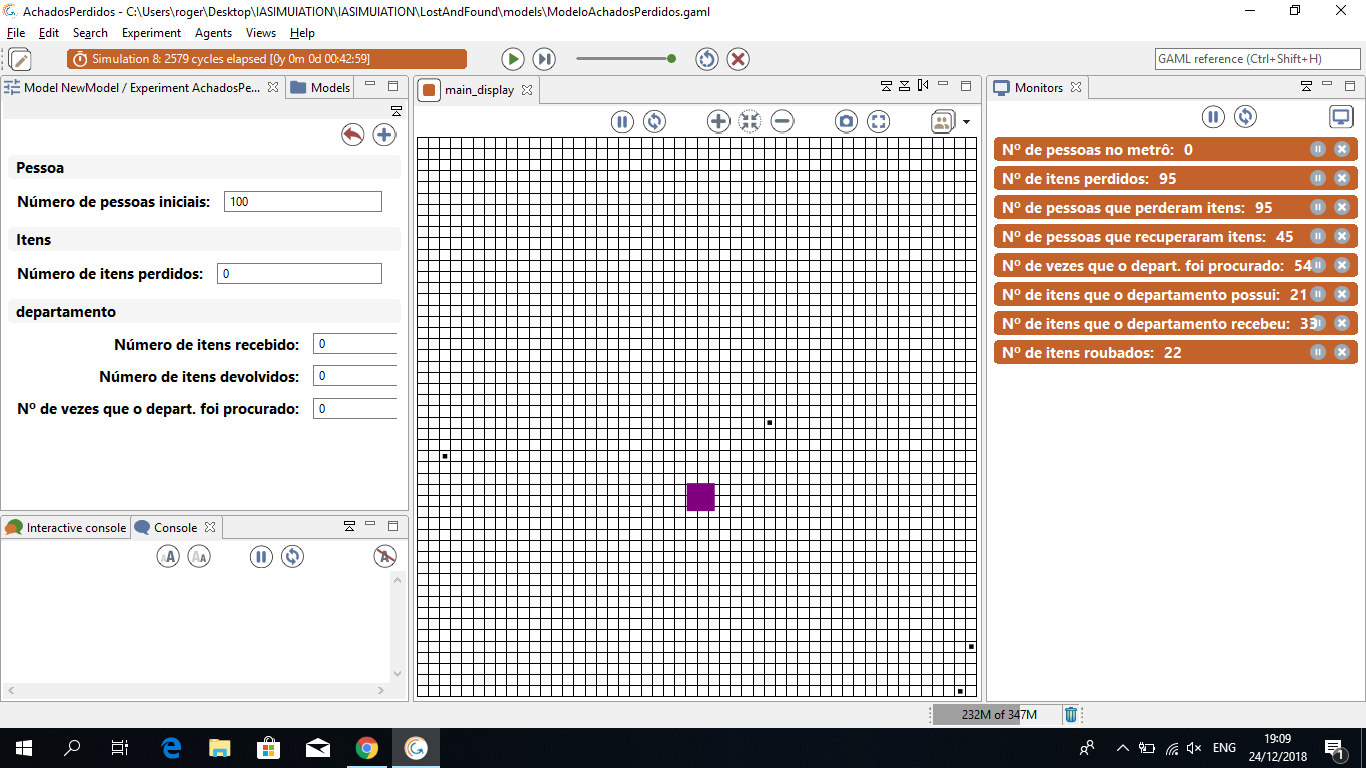 AchadosPerdidos - C:\Users\roger\Desktop\IASIMUIATION\IASIMUIATION\LostAndFound\models\ModeloAchadosPerdidos.gaml
File Edit Search Experiment Agents Views Help
Simulation 8: 2579 cycles elapsed [0y 0m 0d 00:42:59]
GAML reference (Ctrl+Shift+H)
Model NewModel / Experiment AchadosPe...
Models
Pessoa
Número de pessoas iniciais: 100
Itens
Número de itens perdidos: 0
departamento
Número de itens recebido: 0
Número de itens devolvidos: 0
Nº de vezes que o depart. foi procurado: 0
Interactive console
Console
main_display
Monitors
Nº de pessoas no metrô: 0
Nº de itens perdidos: 95
Nº de pessoas que perderam itens: 95
Nº de pessoas que recuperaram itens: 45
Nº de vezes que o depart. foi procurado: 54
Nº de itens que o departamento possui: 21
Nº de itens que o departamento recebeu: 33
Nº de itens roubados: 22
232M of 347M
ENG
19:09
24/12/2018
1